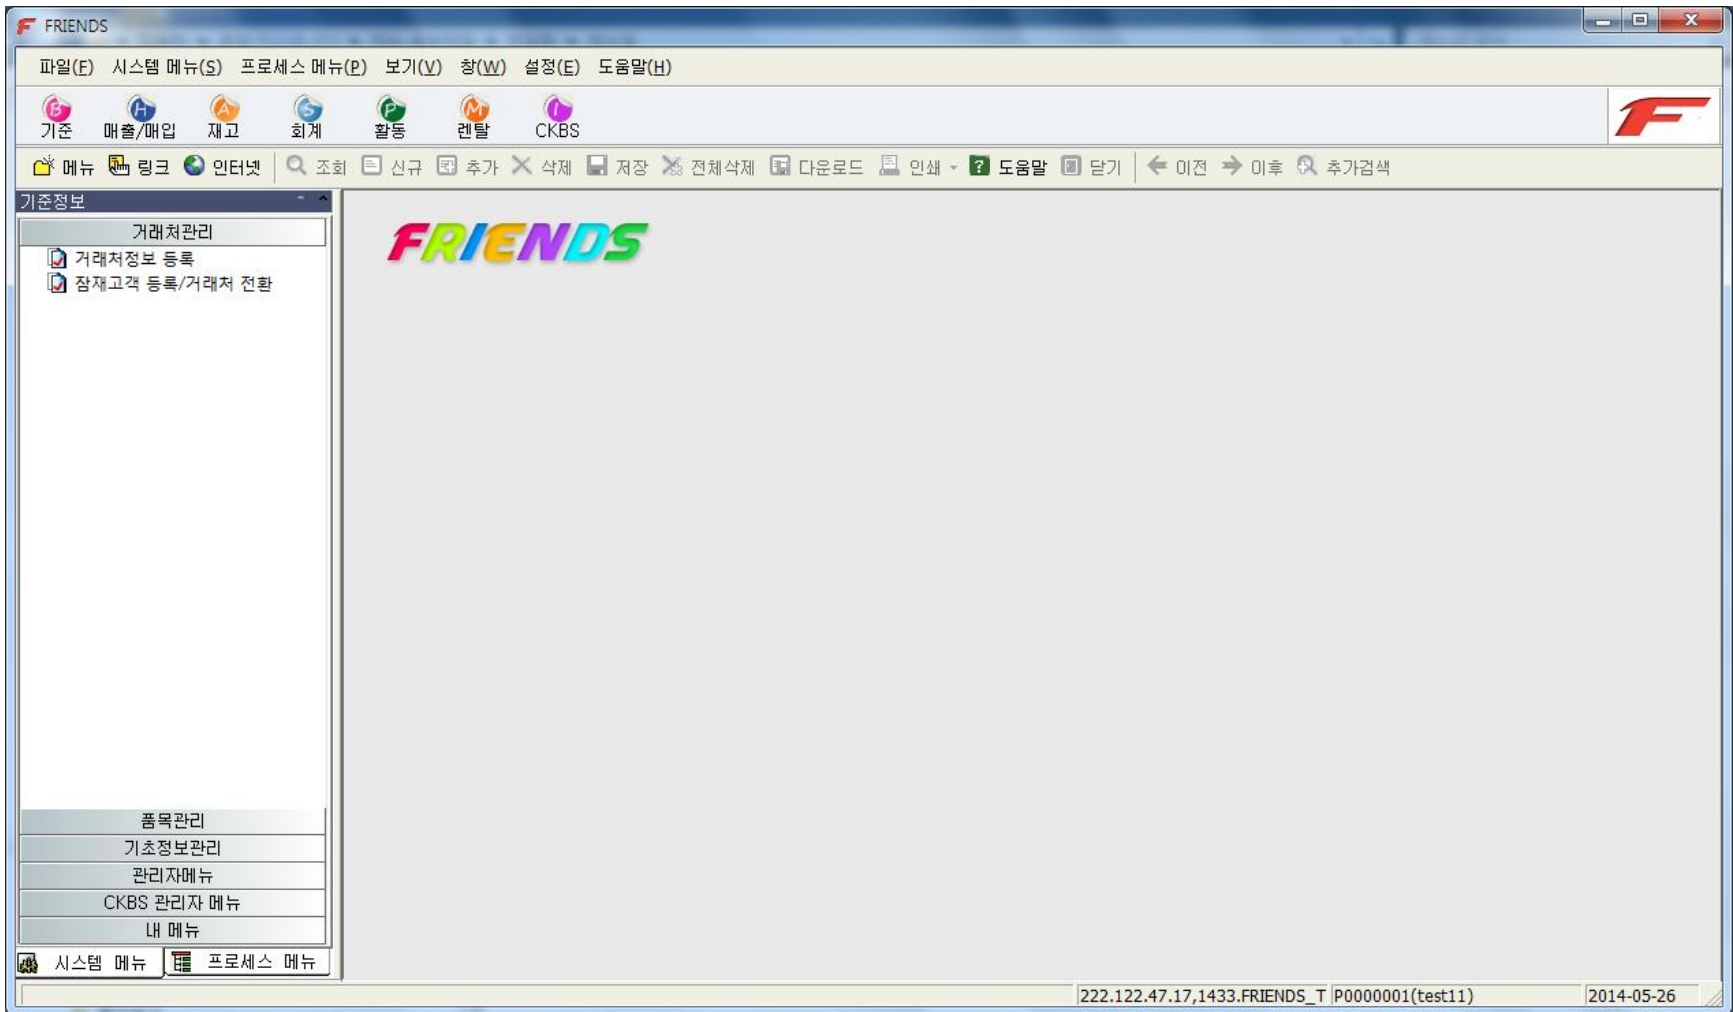 FRIENDS
파일(F) 시스템 메뉴(S) 프로세스 메뉴(P) 보기(V) 창(W) 설정(E) 도움말(H)
B H A S P M I
기준 매출/매입 재고 회계 활동 렌탈 CKBS
메뉴 링크 인터넷 조회 신규 추가 삭제 저장 전체삭제 다운로드 인쇄 도움말 닫기 이전 이후 추가검색
기준정보
거래처관리
거래처정보 등록
잠재고객 등록/거래처 전환
FRIENDS
품목관리
기초정보관리
관리자메뉴
CKBS 관리자 메뉴
내 메뉴
시스템 메뉴 프로세스 메뉴
222.122.47.17,1433.FRIENDS_T P0000001(test11) 2014-05-26